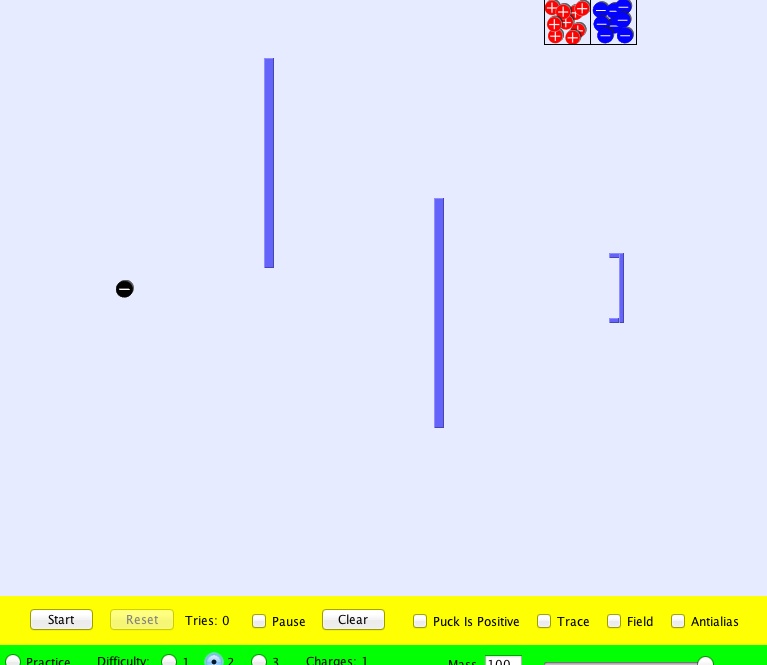 Start Reset Tries: 0 Pause Clear Puck Is Positive Trace Field Antialias
Practice Difficulty: 1 2 3 Charges: 1 Mass 100